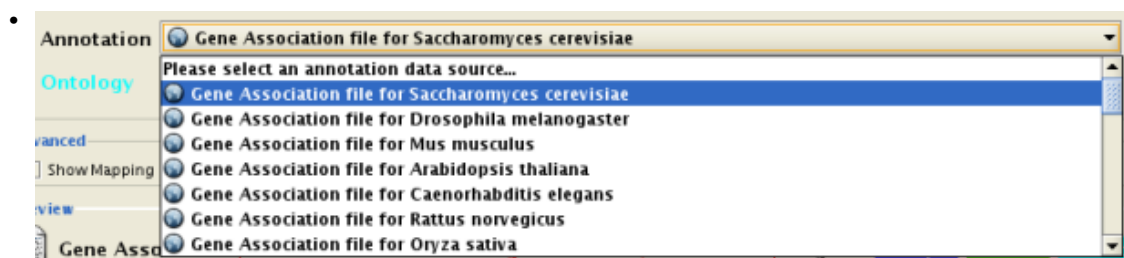 Annotation Gene Association file for Saccharomyces cerevisiae
Please select an annotation data source...
Ontology
Gene Association file for Saccharomyces cerevisiae
Gene Association file for Drosophila melanogaster
vanced
Gene Association file for Mus musculus
Show Mapping
Gene Association file for Arabidopsis thaliana
Gene Association file for Caenorhabditis elegans
view
Gene Association file for Rattus norvegicus
Gene Asso
Gene Association file for Oryza sativa